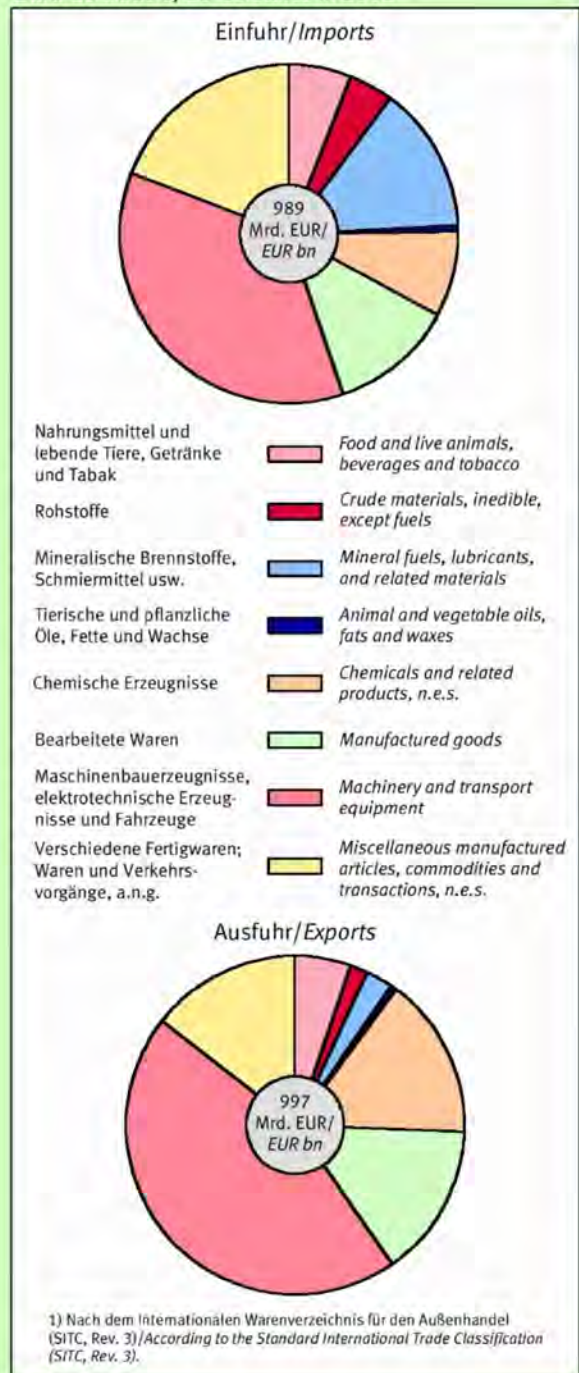 Einfuhr/Imports
989
Mrd. EUR/
EUR bn
Nahrungsmittel und
lebende Tiere, Getränke
und Tabak
Food and live animals,
beverages and tobacco
Rohstoffe
Crude materials, inedible,
except fuels
Mineralische Brennstoffe,
Schmiermittel usw.
Mineral fuels, lubricants,
and related materials
Tierische und pflanzliche
Öle, Fette und Wachse
Animal and vegetable oils,
fats and waxes
Chemische Erzeugnisse
Chemicals and related
products, n.e.s.
Bearbeitete Waren
Manufactured goods
Maschinenbauerzeugnisse,
elektrotechnische Erzeug-
nisse und Fahrzeuge
Machinery and transport
equipment
Verschiedene Fertigwaren;
Waren und Verkehrs-
vorgänge, a.n.g.
Miscellaneous manufactured
articles, commodities and
transactions, n.e.s.
Ausfuhr/Exports
997
Mrd. EUR/
EUR bn
1) Nach dem Internationalen Warenverzeichnis für den Außenhandel
(SITC, Rev. 3)/According to the Standard International Trade Classification
(SITC, Rev. 3).